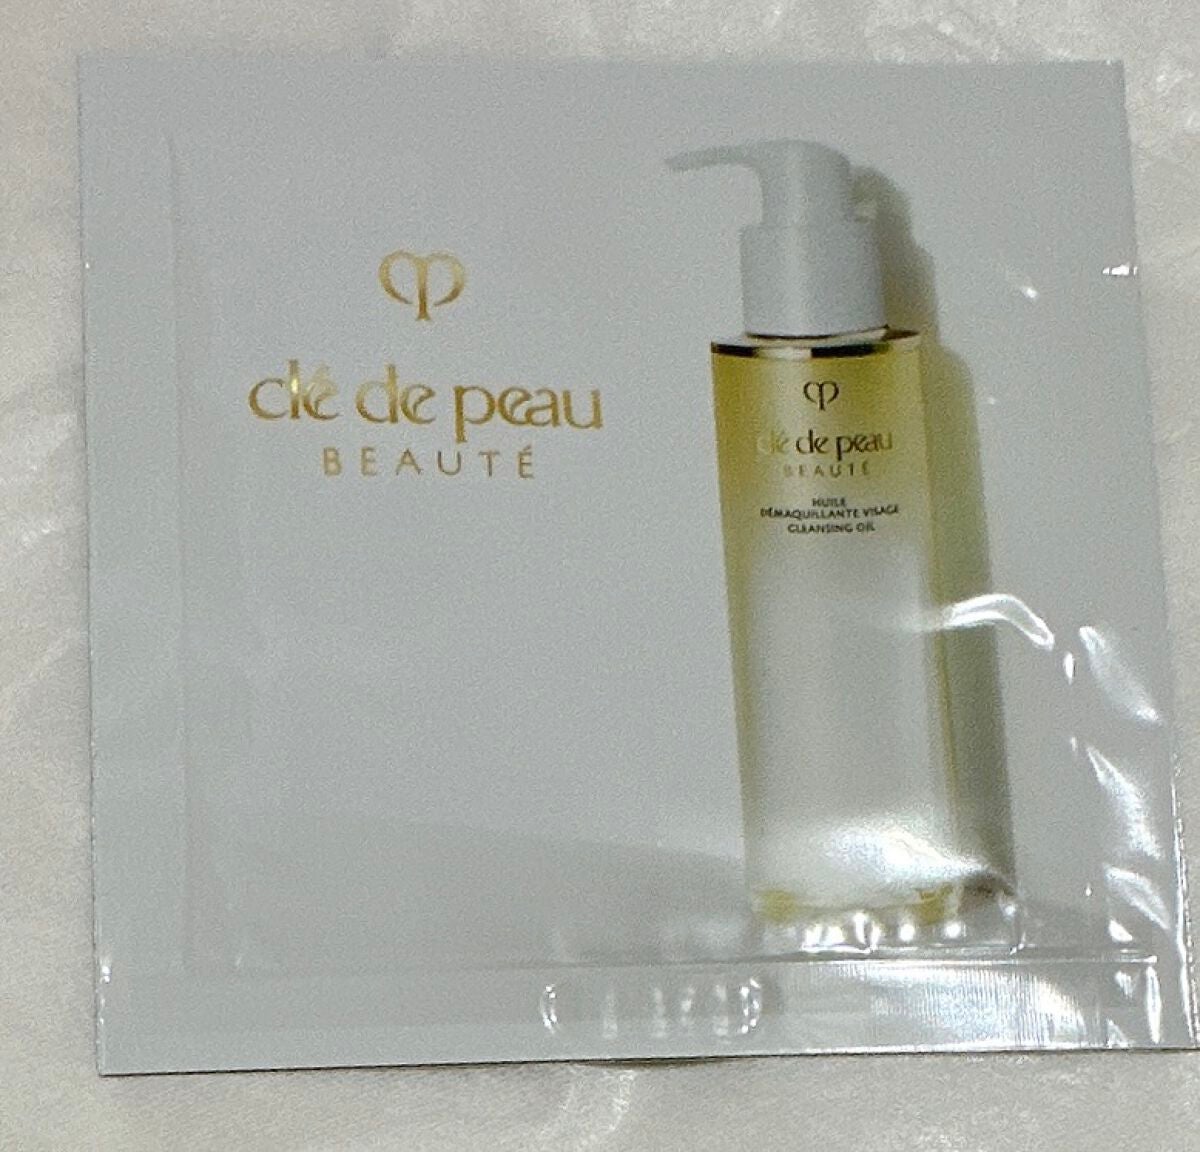 clé de peau
BEAUTÉ
clé de peau
BEAUTÉ
HUILE
DÉMAQUILLANTE VISAGE
CLEANSING OIL